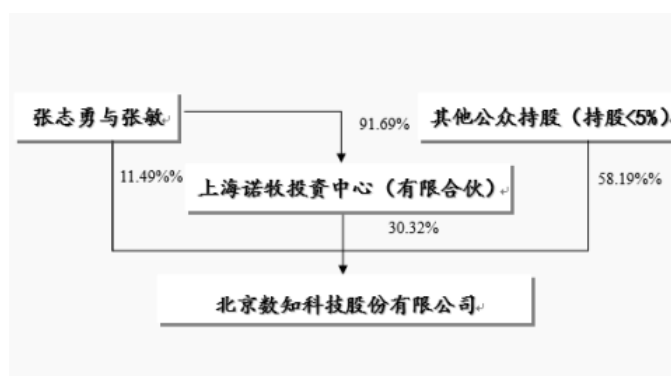 张志勇与张敏
91.69%
其他公众持股（持股<5%）
11.49%%
上海诺牧投资中心（有限合伙）
58.19%%
30.32%
北京数知科技股份有限公司